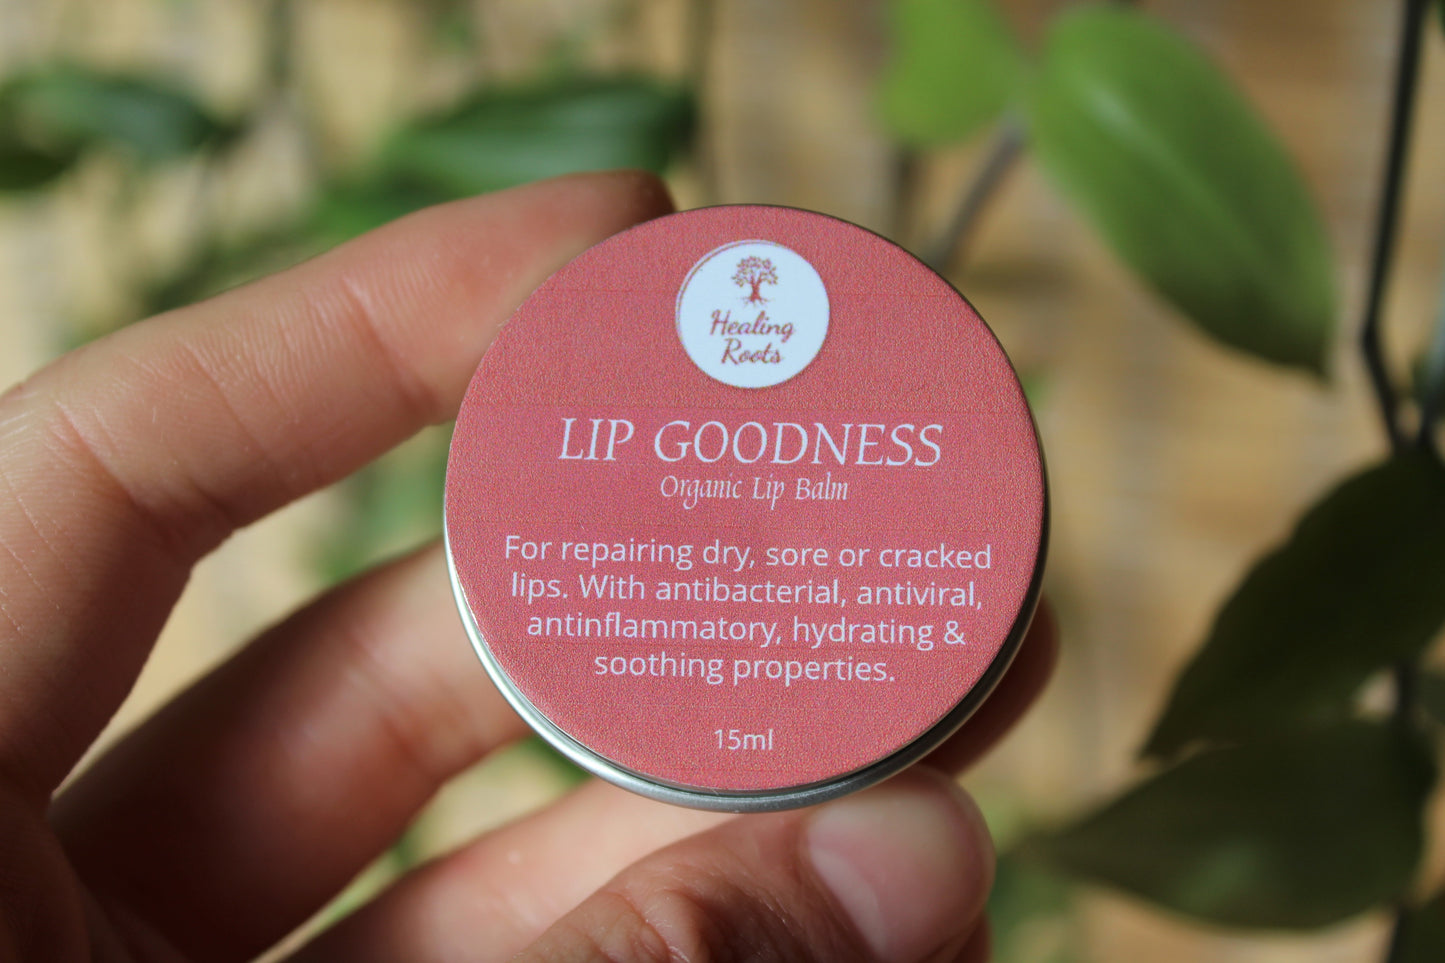 Healing
Roots
LIP GOODNESS
Organic Lip Balm
For repairing dry, sore or cracked
lips. With antibacterial, antiviral,
antinflammatory, hydrating &
soothing properties.
15ml